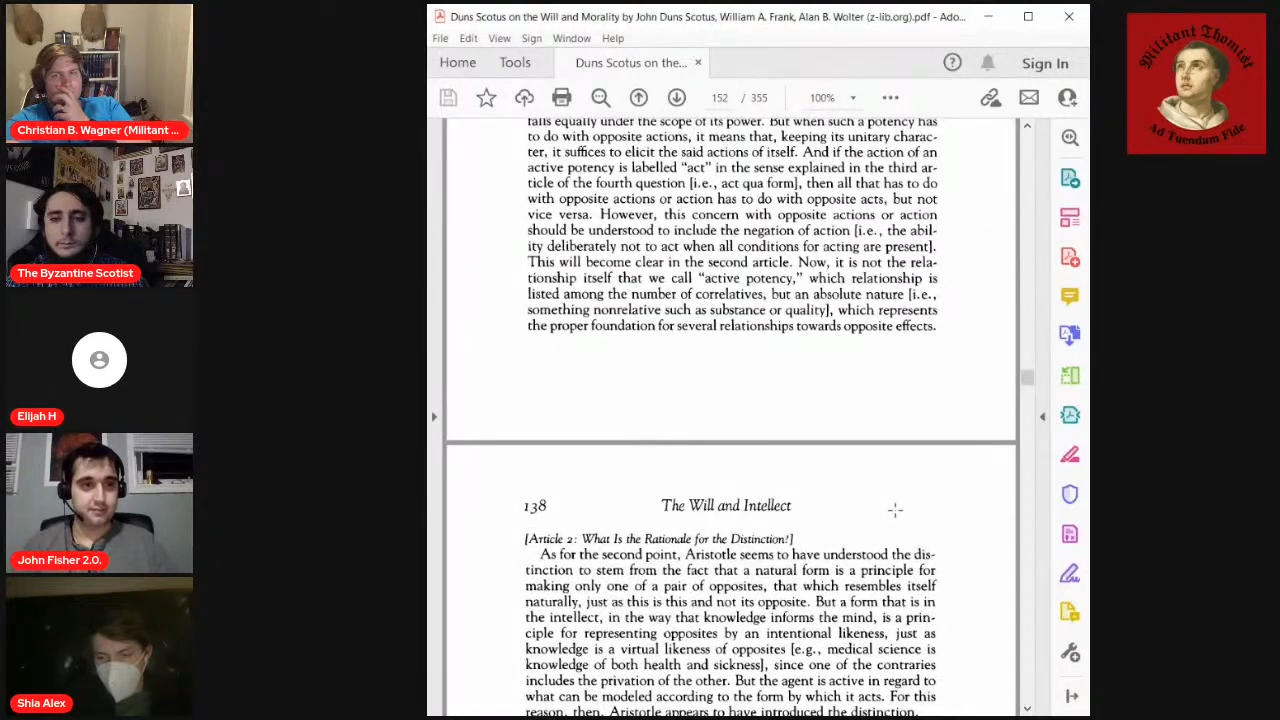 Christian B. Wagner (Militant ...
The Byzantine Scotist
Elijah H
John Fisher 2.0.
Shia Alex
Duns Scotus on the Will and Morality by John Duns Scotus, William A. Frank, Alan B. Wolter (z-lib.org).pdf - Ado...
File Edit View Sign Window Help
Home Tools Duns Scotus on the... × Sign In
152 / 355 100%
falls equally under the scope of its power. But when such a potency has
to do with opposite actions, it means that, keeping its unitary charac-
ter, it suffices to elicit the said actions of itself. And if the action of an
active potency is labelled “act” in the sense explained in the third ar-
ticle of the fourth question [i.e., act qua form], then all that has to do
with opposite actions or action has to do with opposite acts, but not
vice versa. However, this concern with opposite actions or action
should be understood to include the negation of action [i.e., the abil-
ity deliberately not to act when all conditions for acting are present].
This will become clear in the second article. Now, it is not the rela-
tionship itself that we call “active potency,” which relationship is
listed among the number of correlatives, but an absolute nature [i.e.,
something nonrelative such as substance or quality], which represents
the proper foundation for several relationships towards opposite effects.
138 The Will and Intellect
[Article 2: What Is the Rationale for the Distinction?]
As for the second point, Aristotle seems to have understood the dis-
tinction to stem from the fact that a natural form is a principle for
making only one of a pair of opposites, that which resembles itself
naturally, just as this is this and not its opposite. But a form that is in
the intellect, in the way that knowledge informs the mind, is a prin-
ciple for representing opposites by an intentional likeness, just as
knowledge is a virtual likeness of opposites [e.g., medical science is
knowledge of both health and sickness], since one of the contraries
includes the privation of the other. But the agent is active in regard to
what can be modeled according to the form by which it acts. For this
reason, then, Aristotle appears to have introduced the distinction.
Militant Thomist
Ad Tuendam Fide